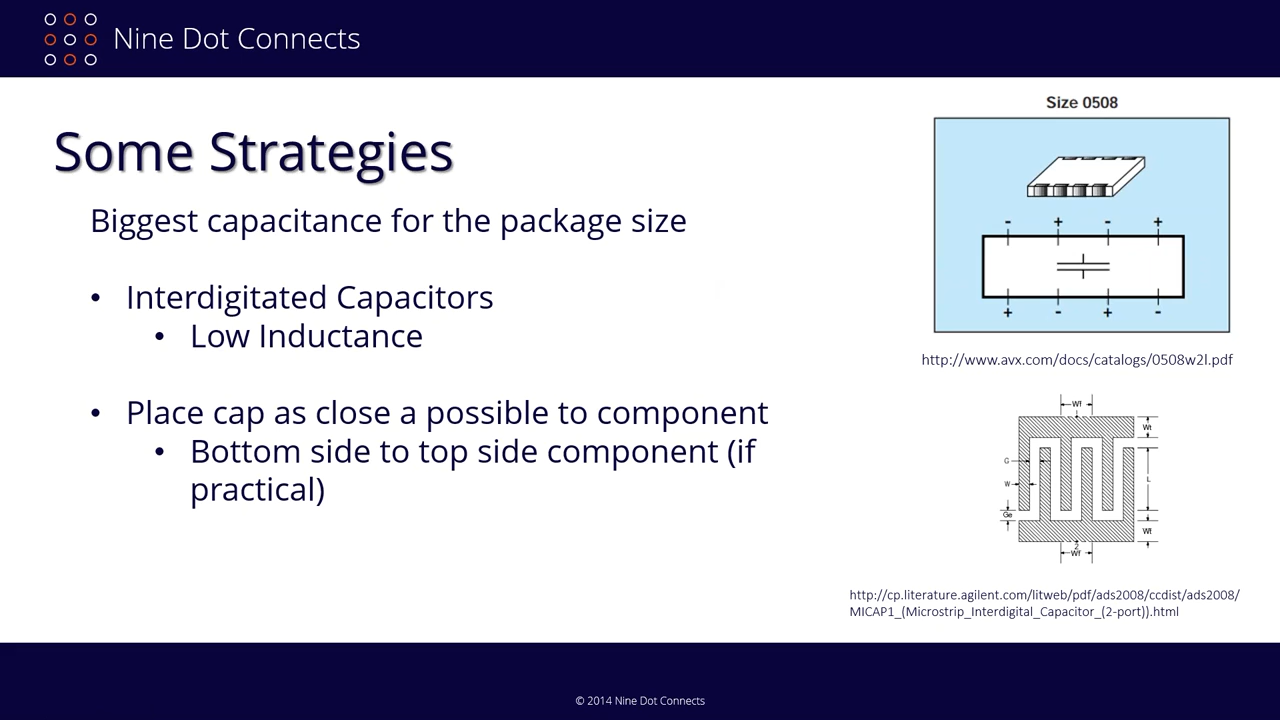 Nine Dot Connects
Some Strategies
Biggest capacitance for the package size
• Interdigitated Capacitors
• Low Inductance
• Place cap as close a possible to component
• Bottom side to top side component (if
practical)
Size 0508
- + - +
+ - + -
http://www.avx.com/docs/catalogs/0508w2l.pdf
Wf
Wt
G
W
L
Ge
Wf
2
Wf
http://cp.literature.agilent.com/litweb/pdf/ads2008/ccdist/ads2008/
MICAP1_(Microstrip_Interdigital_Capacitor_(2-port)).html
© 2014 Nine Dot Connects